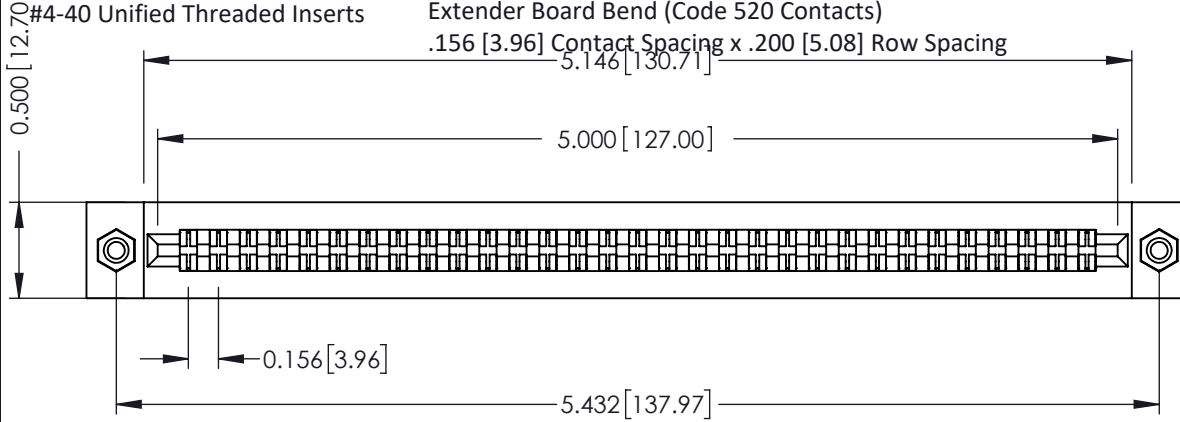 #4-40 Unified Threaded Inserts
Extender Board Bend (Code 520 Contacts)
.156 [3.96] Contact Spacing x .200 [5.08] Row Spacing
0.500 [12.70
5.146 [130.71]
5.000 [127.00]
0.156 [3.96]
5.432 [137.97]